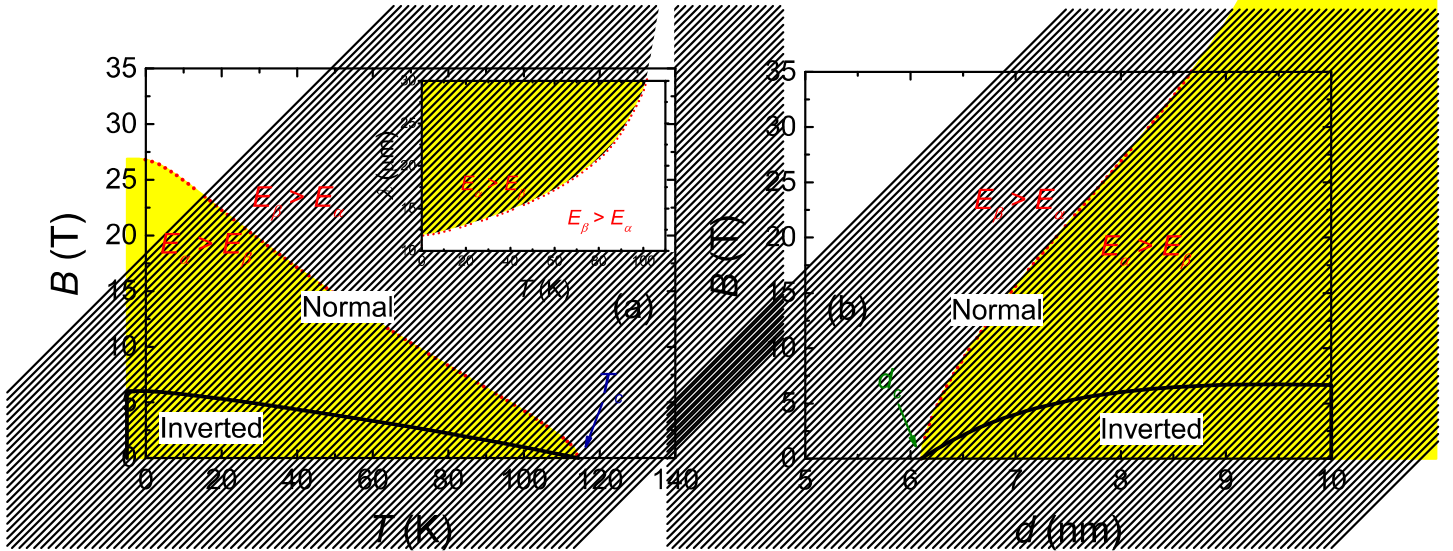 35
30
25
20
15
10
5
0
B (T)
0 20 40 60 80 100 120 140
T (K)
E_β > E_α
E_α > E_β
Normal
Inverted
(a)
T_c
30
25
20
15
10
λ (nm)
0 20 40 60 80 100
T (K)
E_α > E_β
E_β > E_α
35
30
25
20
15
10
5
0
B (T)
5 6 7 8 9 10
d (nm)
E_β > E_α
E_α > E_β
Normal
Inverted
(b)
d_c